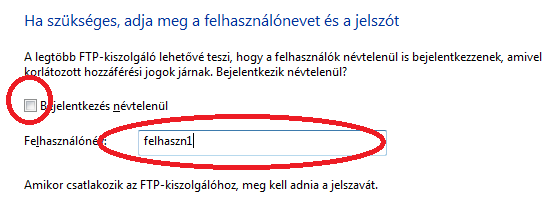 Ha szükséges, adja meg a felhasználónevet és a jelszót
A legtöbb FTP-kiszolgáló lehetővé teszi, hogy a felhasználók névtelenül is bejelentkezzenek, amivel
korlátozott hozzáférési jogok járnak. Bejelentkezik névtelenül?
Bejelentkezés névtelenül
Felhasználónév: felhaszn1
Amikor csatlakozik az FTP-kiszolgálóhoz, meg kell adnia a jelszavát.